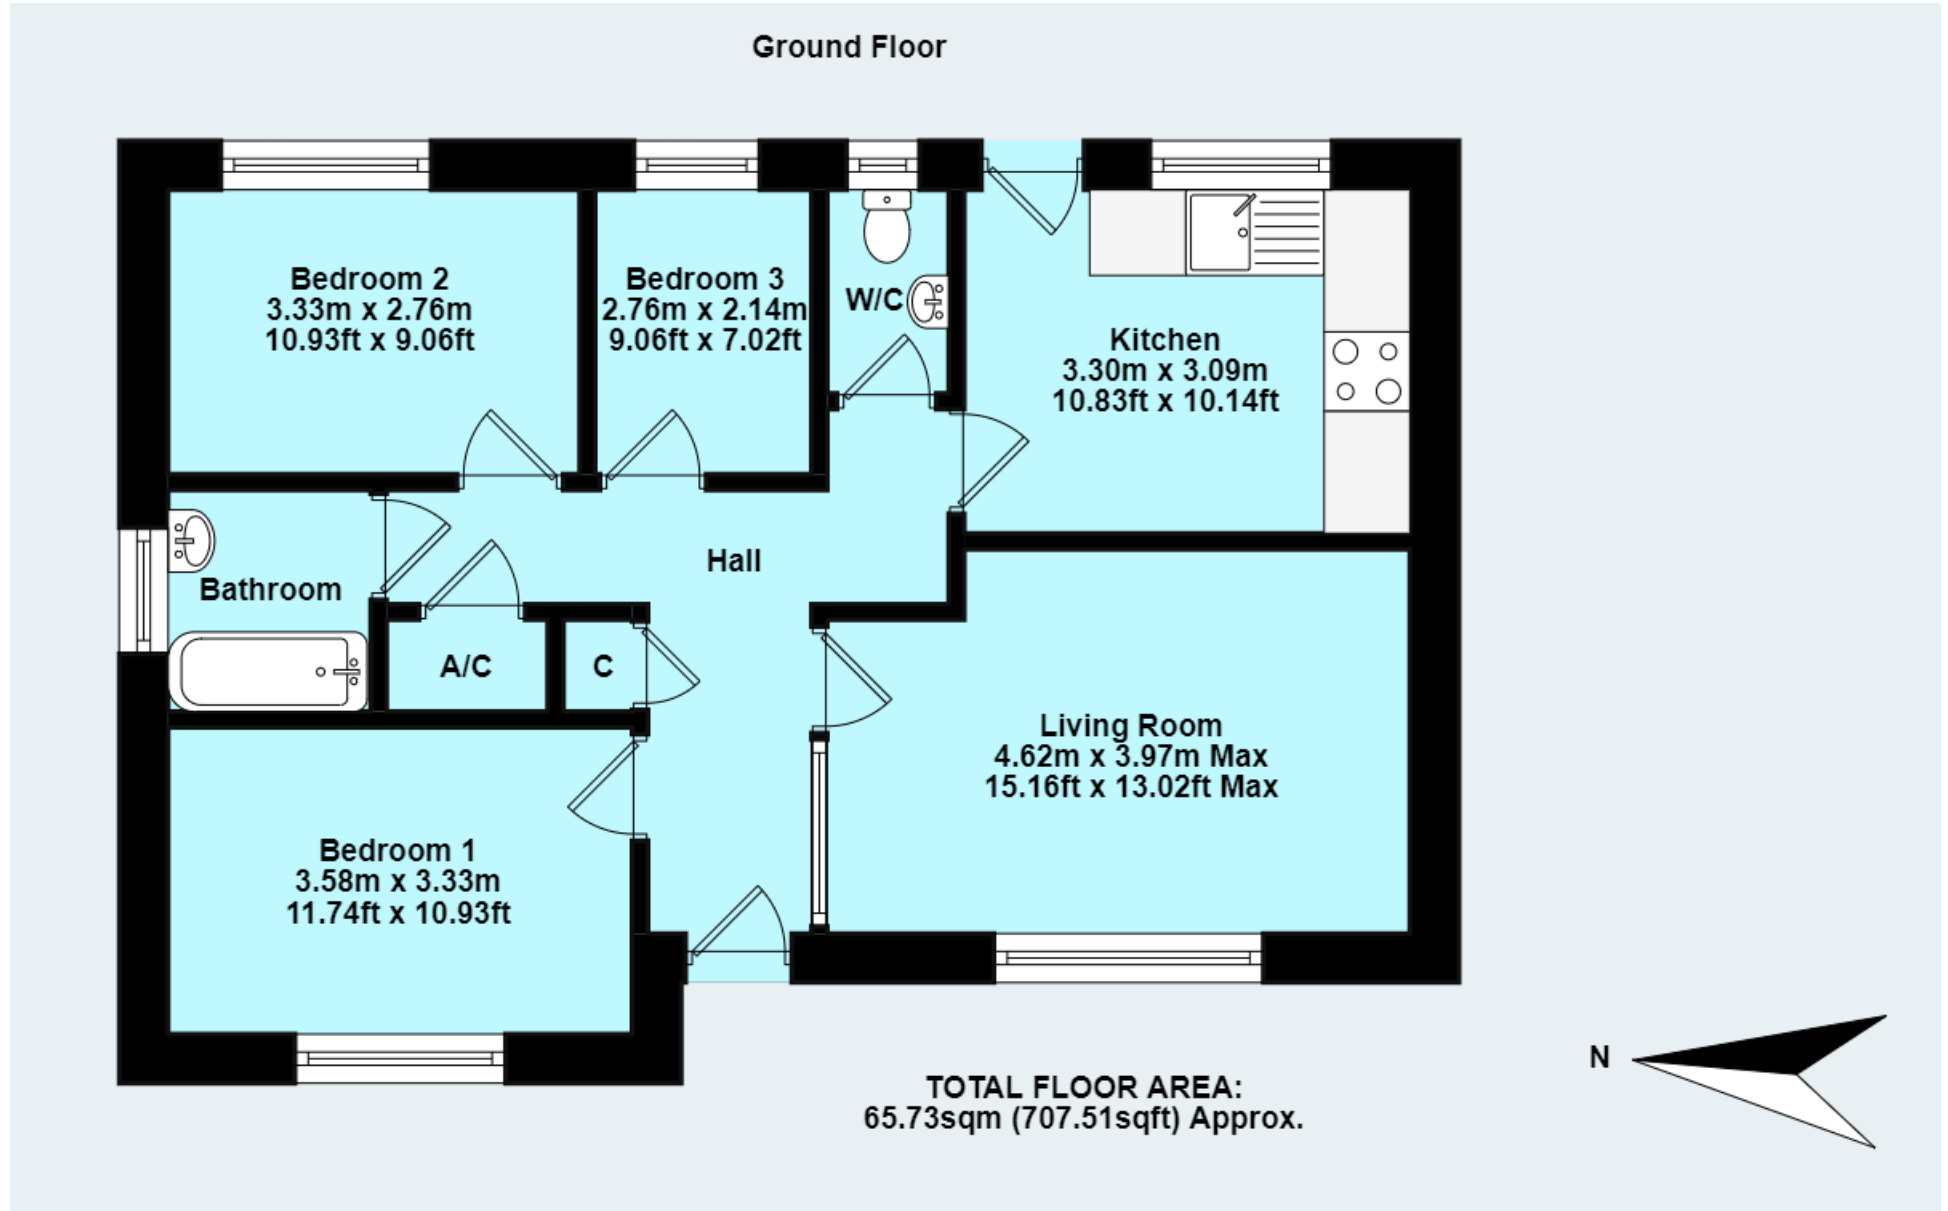 Ground Floor
Bedroom 2
3.33m x 2.76m
10.93ft x 9.06ft
Bedroom 3
2.76m x 2.14m
9.06ft x 7.02ft
W/C
Kitchen
3.30m x 3.09m
10.83ft x 10.14ft
Bathroom
Hall
A/C
C
Living Room
4.62m x 3.97m Max
15.16ft x 13.02ft Max
Bedroom 1
3.58m x 3.33m
11.74ft x 10.93ft
N
TOTAL FLOOR AREA:
65.73sqm (707.51sqft) Approx.